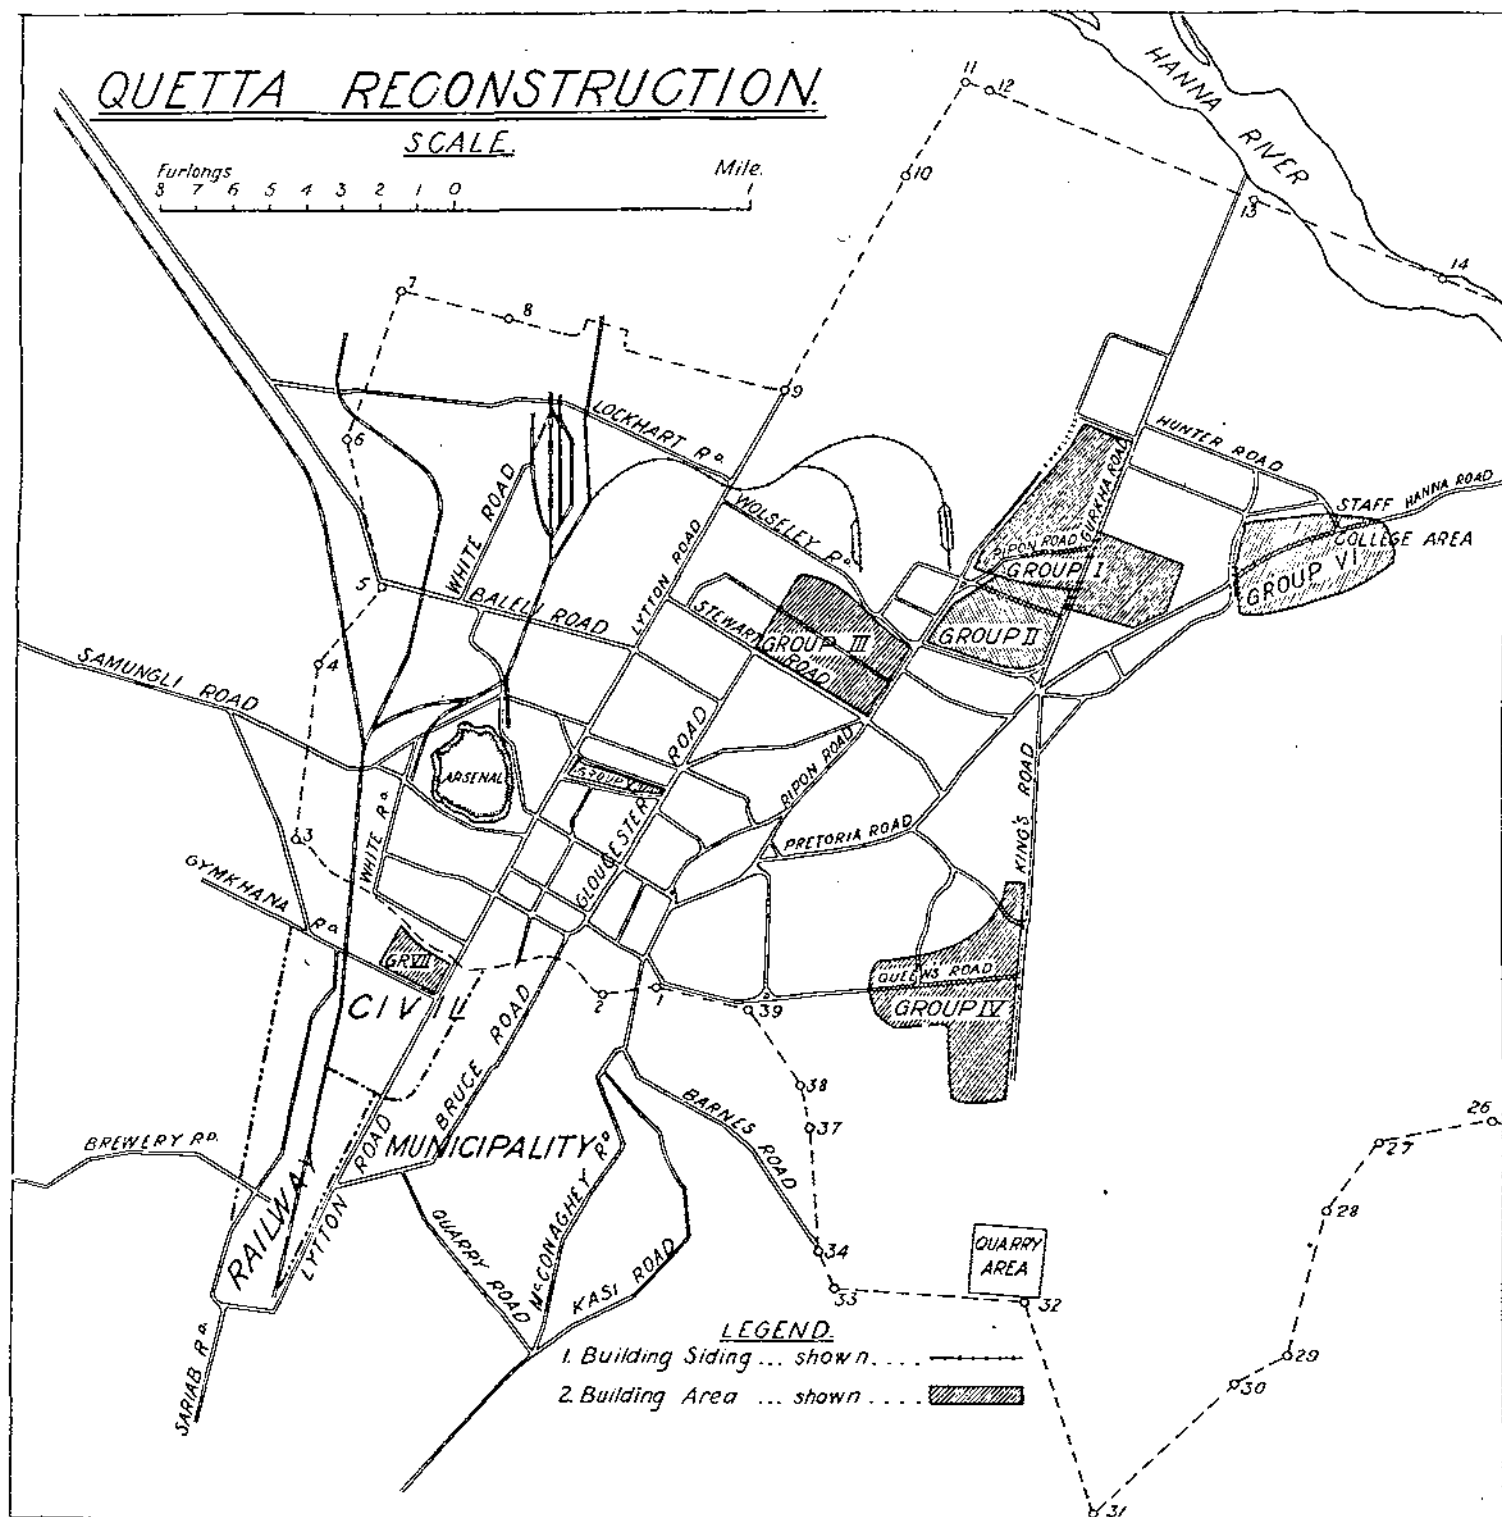 QUETTA RECONSTRUCTION.
SCALE.
Furlongs Mile.
8 7 6 5 4 3 2 1 0 1
HANNA RIVER
11
12
10
13
14
7
8
9
6
LOCKHART Rd.
HUNTER ROAD
STAFF HANNA ROAD
COLLEGE AREA
WHITE ROAD
WOLSELEY Rd.
GURKHA ROAD
RIPON ROAD
GROUP I
GROUP VI
5
BALELI ROAD
LYTTON ROAD
STEWART ROAD
GROUP III
GROUP II
4
SAMUNGLI ROAD
ARSENAL
GROUP
GLOUCESTER ROAD
RIPON ROAD
PRETORIA ROAD
KING'S ROAD
3
WHITE Rd.
GYMKHANA Rd.
GR VII
CIVIL
QUEEN'S ROAD
GROUP IV
2
1
39
38
37
BRUCE ROAD
BARNES ROAD
BREWERY RD.
MUNICIPALITY
RAILWAY
LYTTON ROAD
QUARRY ROAD
McCONAGHEY Rd.
KASI ROAD
SARIAB Rd.
34
33
QUARRY
AREA
32
26
27
28
29
30
31
LEGEND.
1. Building Siding ... shown ....
2. Building Area ... shown ....